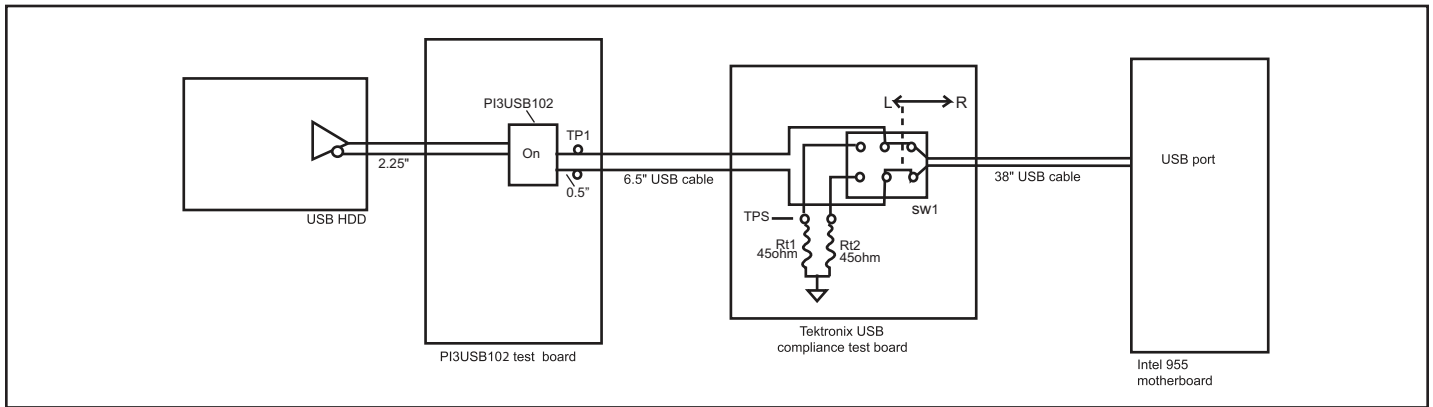 PI3USB102
On
TP1
2.25"
0.5"
USB HDD
PI3USB102 test board
6.5" USB cable
L
R
sw1
TPS
Rt1
45ohm
Rt2
45ohm
Tektronix USB
compliance test board
38" USB cable
USB port
Intel 955
motherboard